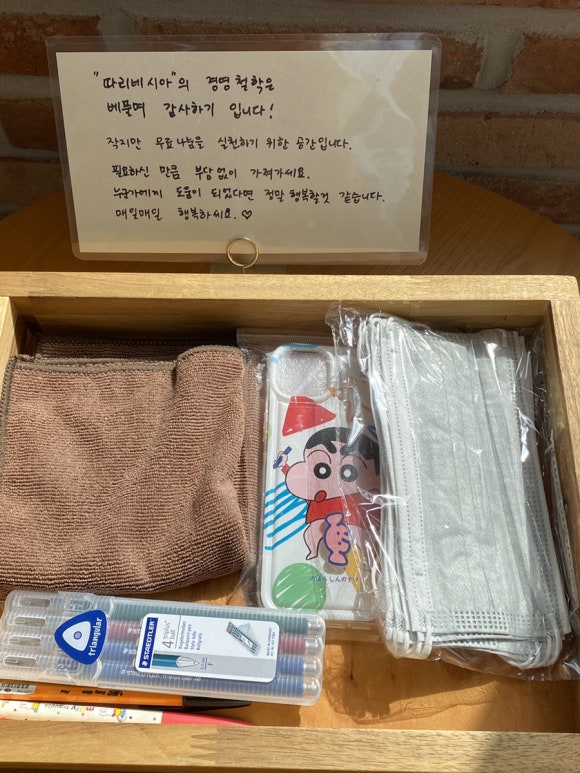 "따리베시아"의 경영철학은
베풀며 감사하기 입니다!
작지만 무료나눔을 실천하기 위한 공간입니다.
필요하신 만큼 부담없이 가져가세요.
누군가에게 도움이 되었다면 정말 행복할것 같습니다.
매일매일 행복하세요.♡
triangular
STAEDTLER
4 triplus
ball
F